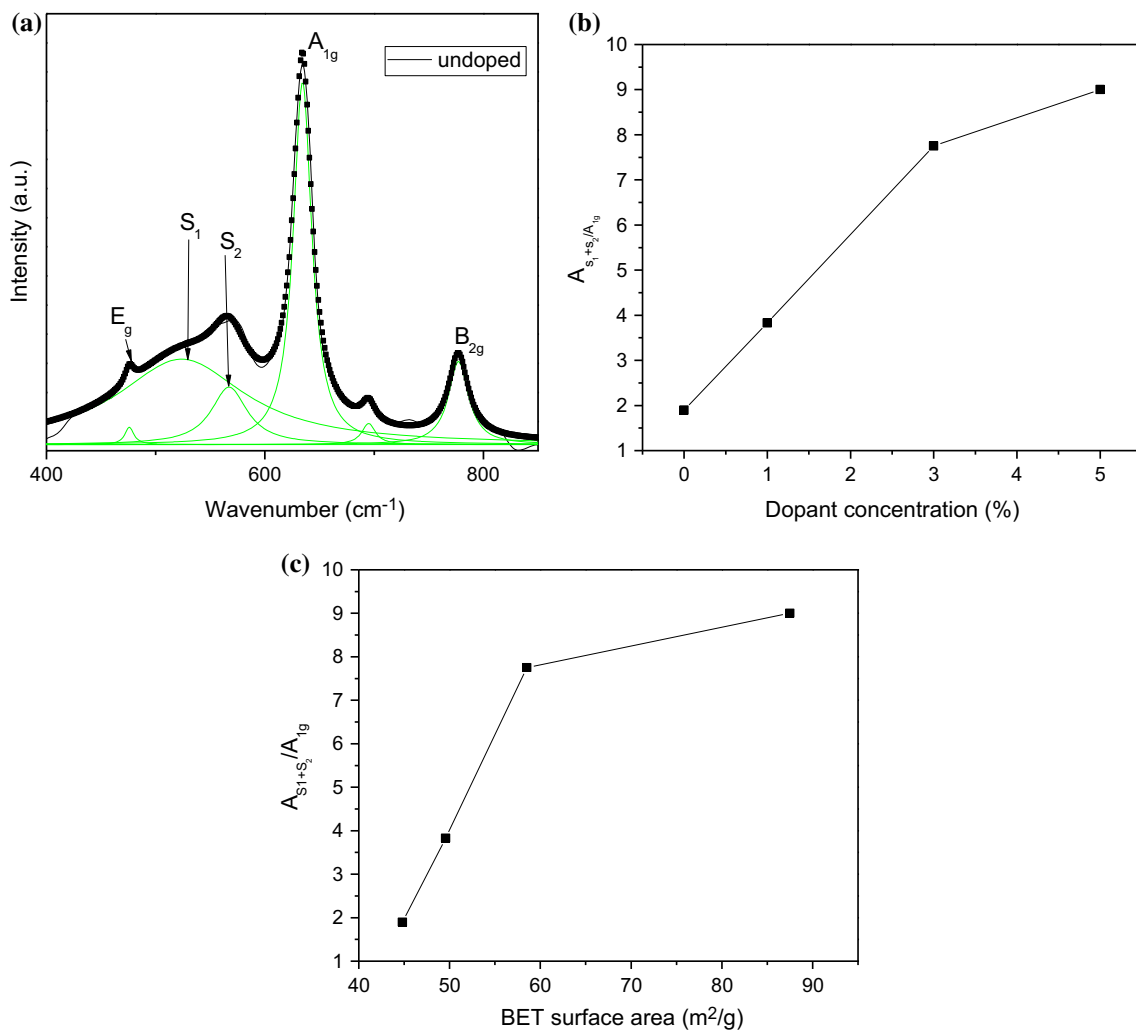 (a)
A1g
undoped
S1
S2
Eg
B2g
Intensity (a.u.)
400
600
800
Wavenumber (cm-1)
(b)
10
9
8
7
6
5
4
3
2
1
As1+s2/A1g
0
1
2
3
4
5
Dopant concentration (%)
(c)
10
9
8
7
6
5
4
3
2
1
AS1+S2/A1g
40
50
60
70
80
90
BET surface area (m2/g)